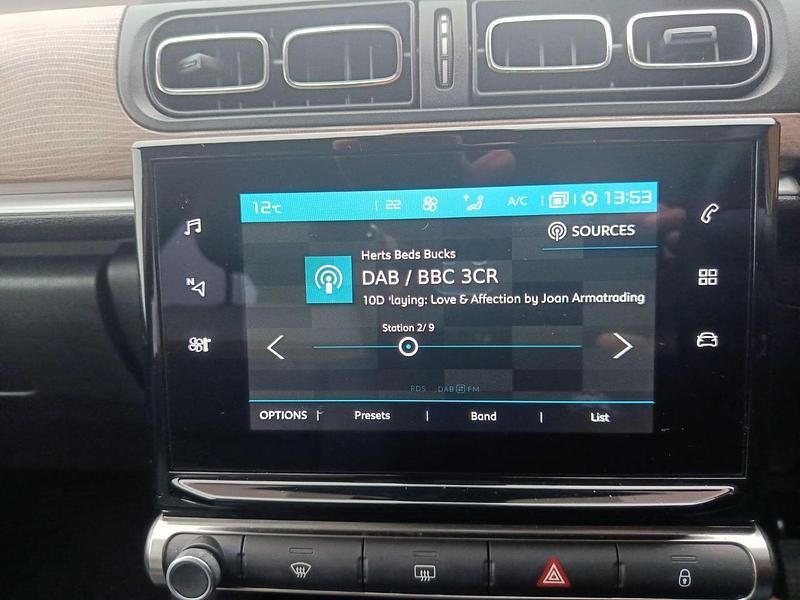 12°C 22 A/C 13:53
SOURCES
Herts Beds Bucks
DAB / BBC 3CR
10D 'laying: Love & Affection by Joan Armatrading
Station 2/ 9
N
RDS DAB FM
OPTIONS Presets Band List